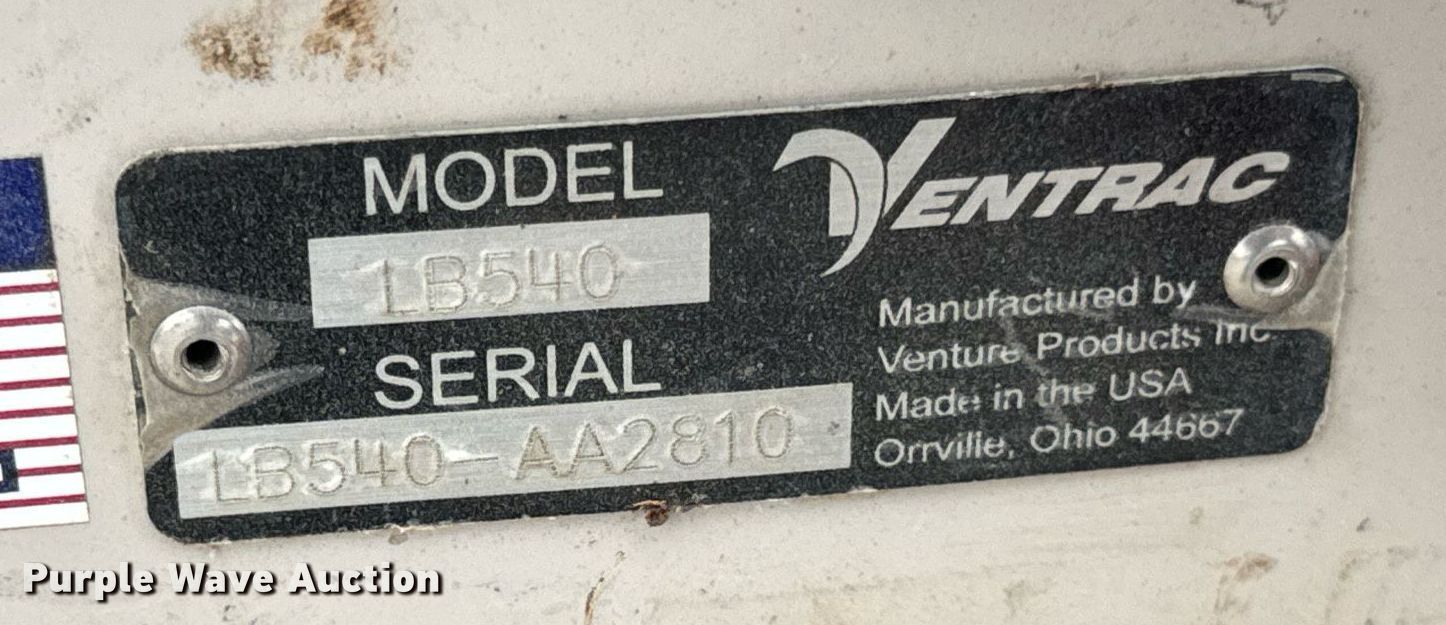 MODEL
LB540
SERIAL
LB540-AA2810
VENTRAC
Manufactured by
Venture Products Inc.
Made in the USA
Orrville, Ohio 44667
Purple Wave Auction